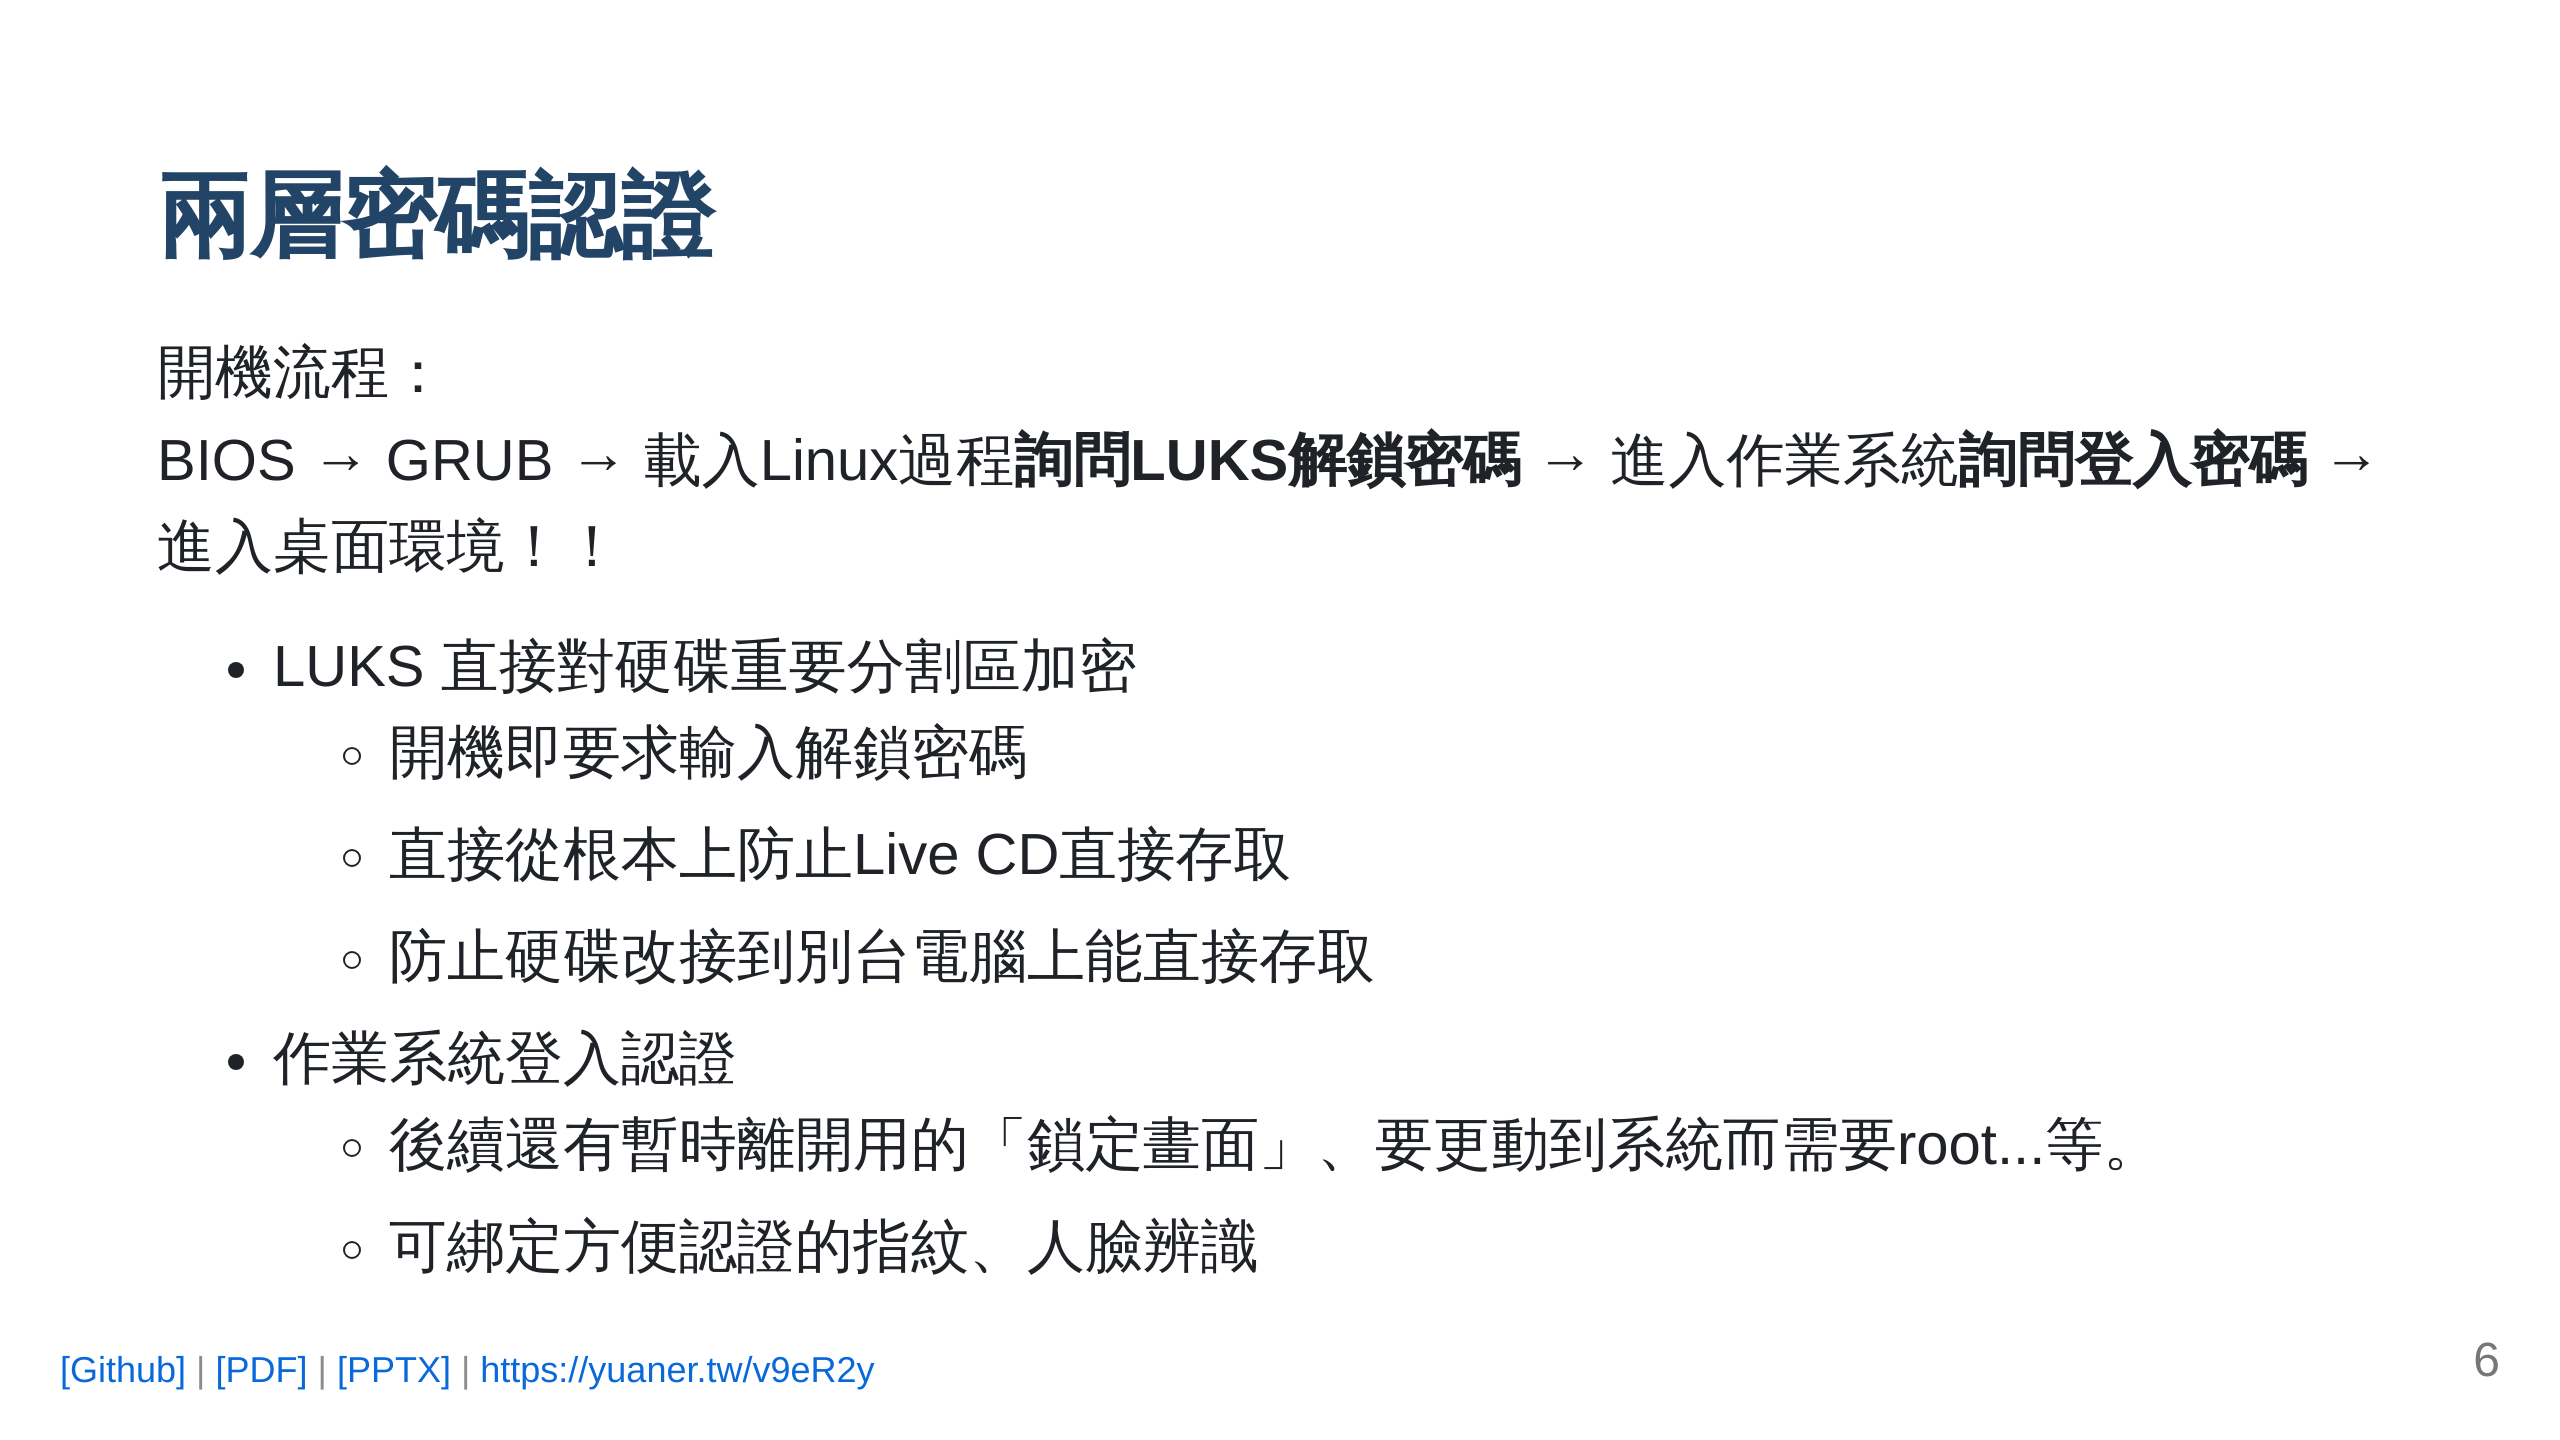 兩層密碼認證
開機流程：
BIOS → GRUB → 載入Linux過程詢問LUKS解鎖密碼 → 進入作業系統詢問登入密碼 →
進入桌面環境！！
• LUKS 直接對硬碟重要分割區加密
◦ 開機即要求輸入解鎖密碼
◦ 直接從根本上防止Live CD直接存取
◦ 防止硬碟改接到別台電腦上能直接存取
• 作業系統登入認證
◦ 後續還有暫時離開用的「鎖定畫面」、要更動到系統而需要root...等。
◦ 可綁定方便認證的指紋、人臉辨識
[Github] | [PDF] | [PPTX] | https://yuaner.tw/v9eR2y
6